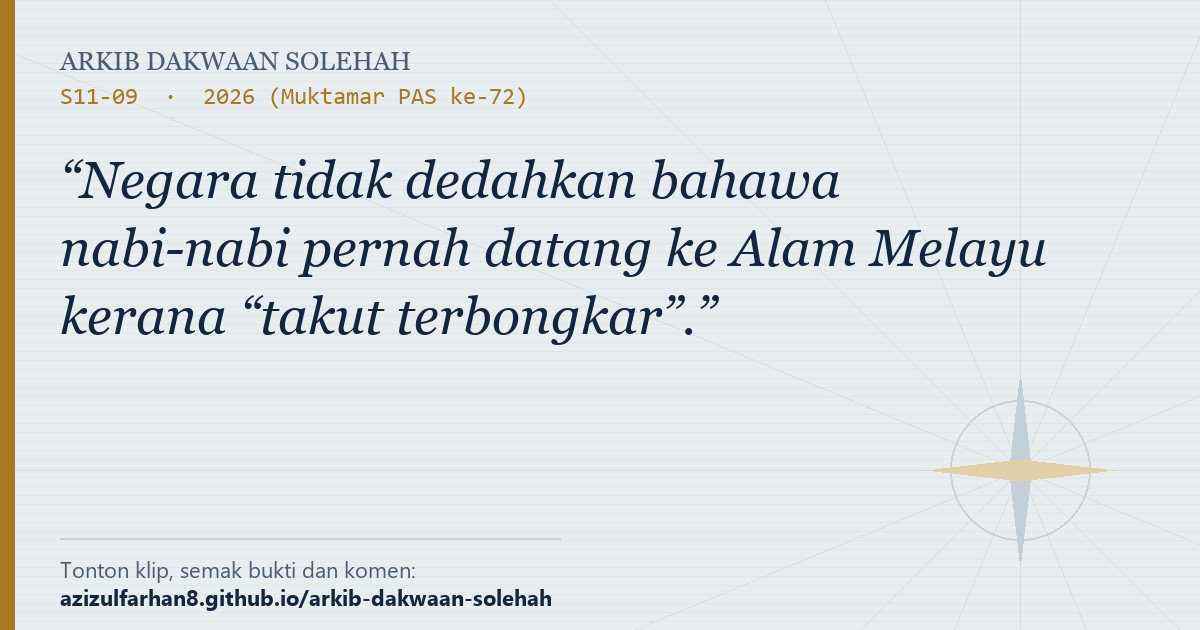 ARKIB DAKWAAN SOLEHAH
S11-09 · 2026 (Muktamar PAS ke-72)
“Negara tidak dedahkan bahawa
nabi-nabi pernah datang ke Alam Melayu
kerana “takut terbongkar”.”
Tonton klip, semak bukti dan komen:
azizulfarhan8.github.io/arkib-dakwaan-solehah